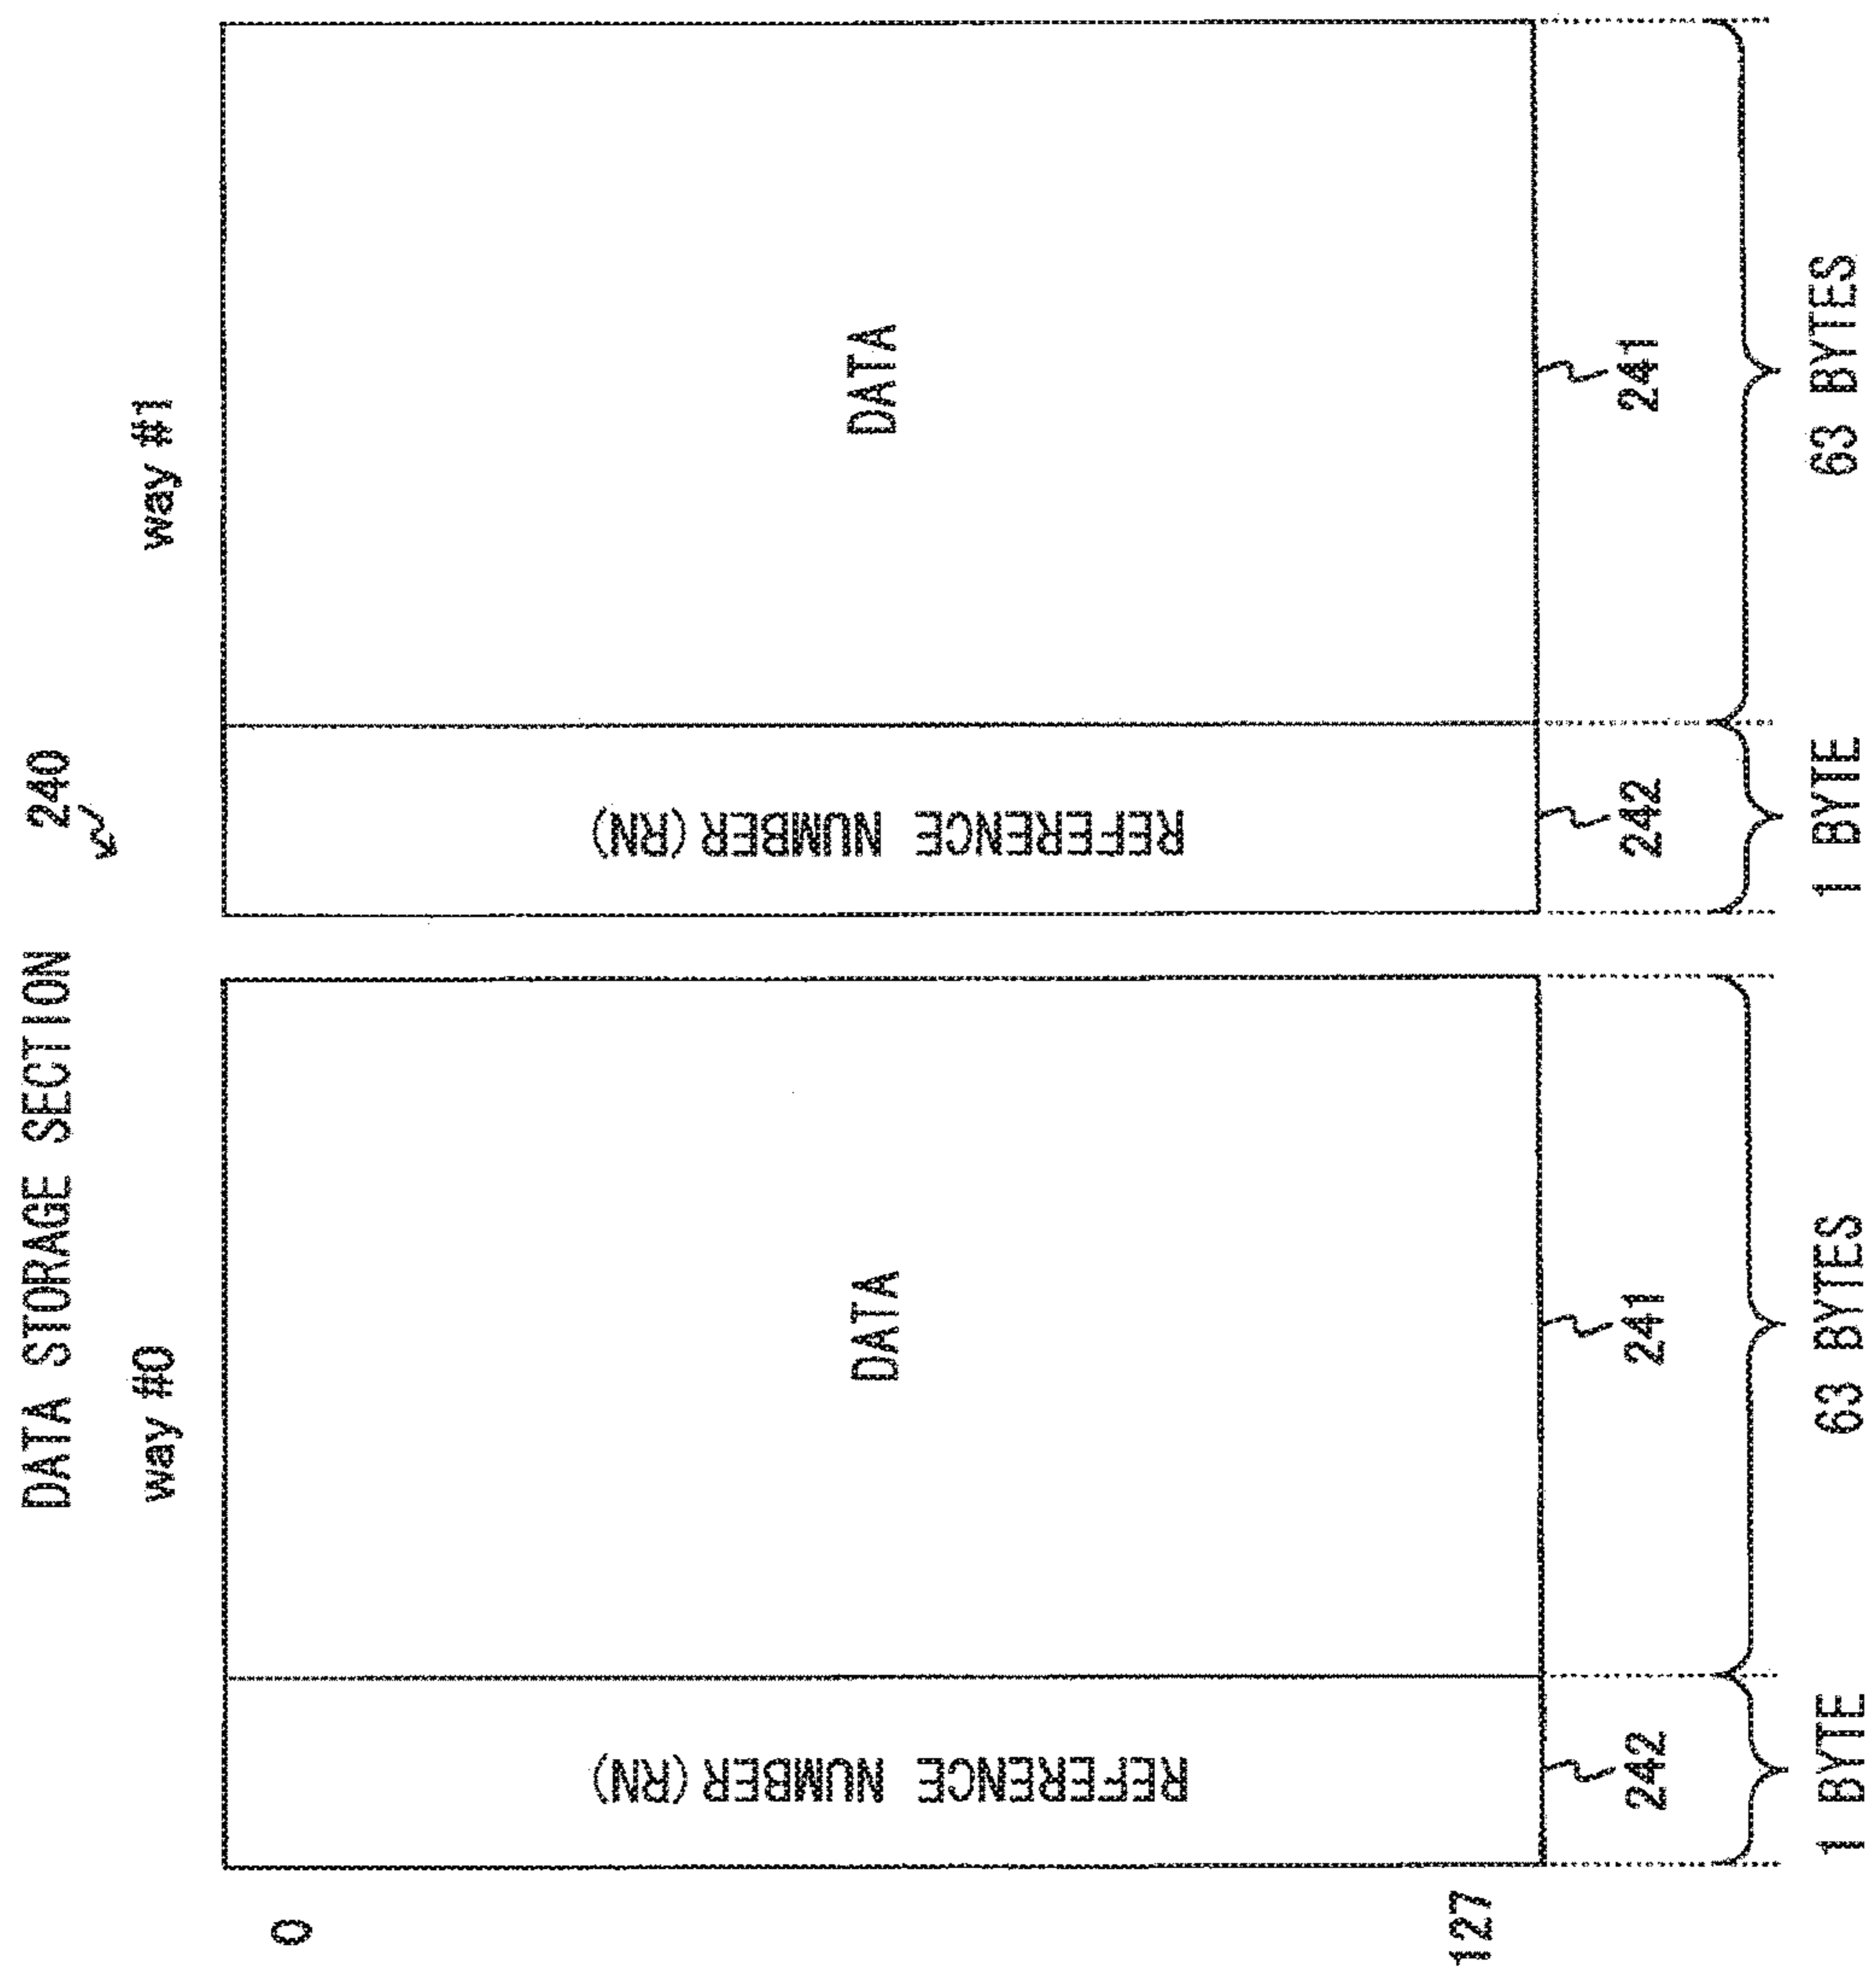 DATA STORAGE SECTION 240
way #0 way #1
0
127
REFERENCE NUMBER (RN)
DATA
REFERENCE NUMBER (RN)
DATA
242 241 242 241
1 BYTE 63 BYTES 1 BYTE 63 BYTES